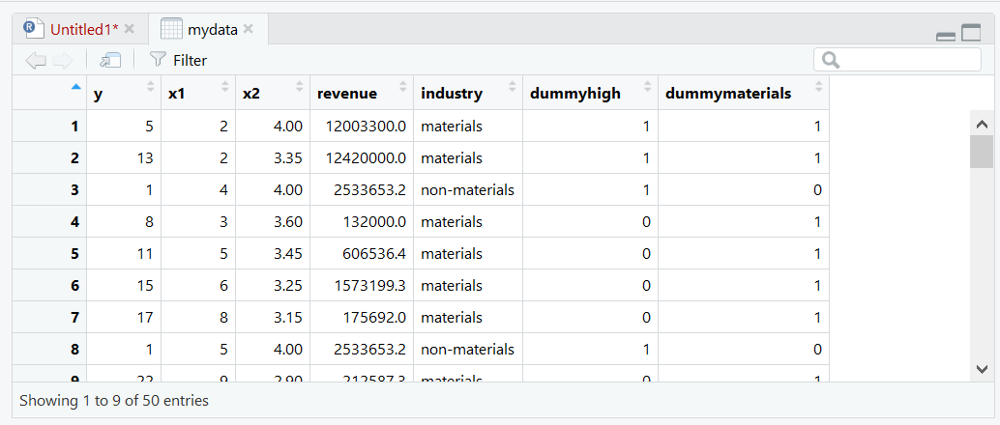 R Untitled1* mydata
Filter
y x1 x2 revenue industry dummyhigh dummymaterials
1 5 2 4.00 12003300.0 materials 1 1
2 13 2 3.35 12420000.0 materials 1 1
3 1 4 4.00 2533653.2 non-materials 1 0
4 8 3 3.60 132000.0 materials 0 1
5 11 5 3.45 606536.4 materials 0 1
6 15 6 3.25 1573199.3 materials 0 1
7 17 8 3.15 175692.0 materials 0 1
8 1 5 4.00 2533653.2 non-materials 1 0
9 22 9 2.90 212587.3 materials 0 1
Showing 1 to 9 of 50 entries